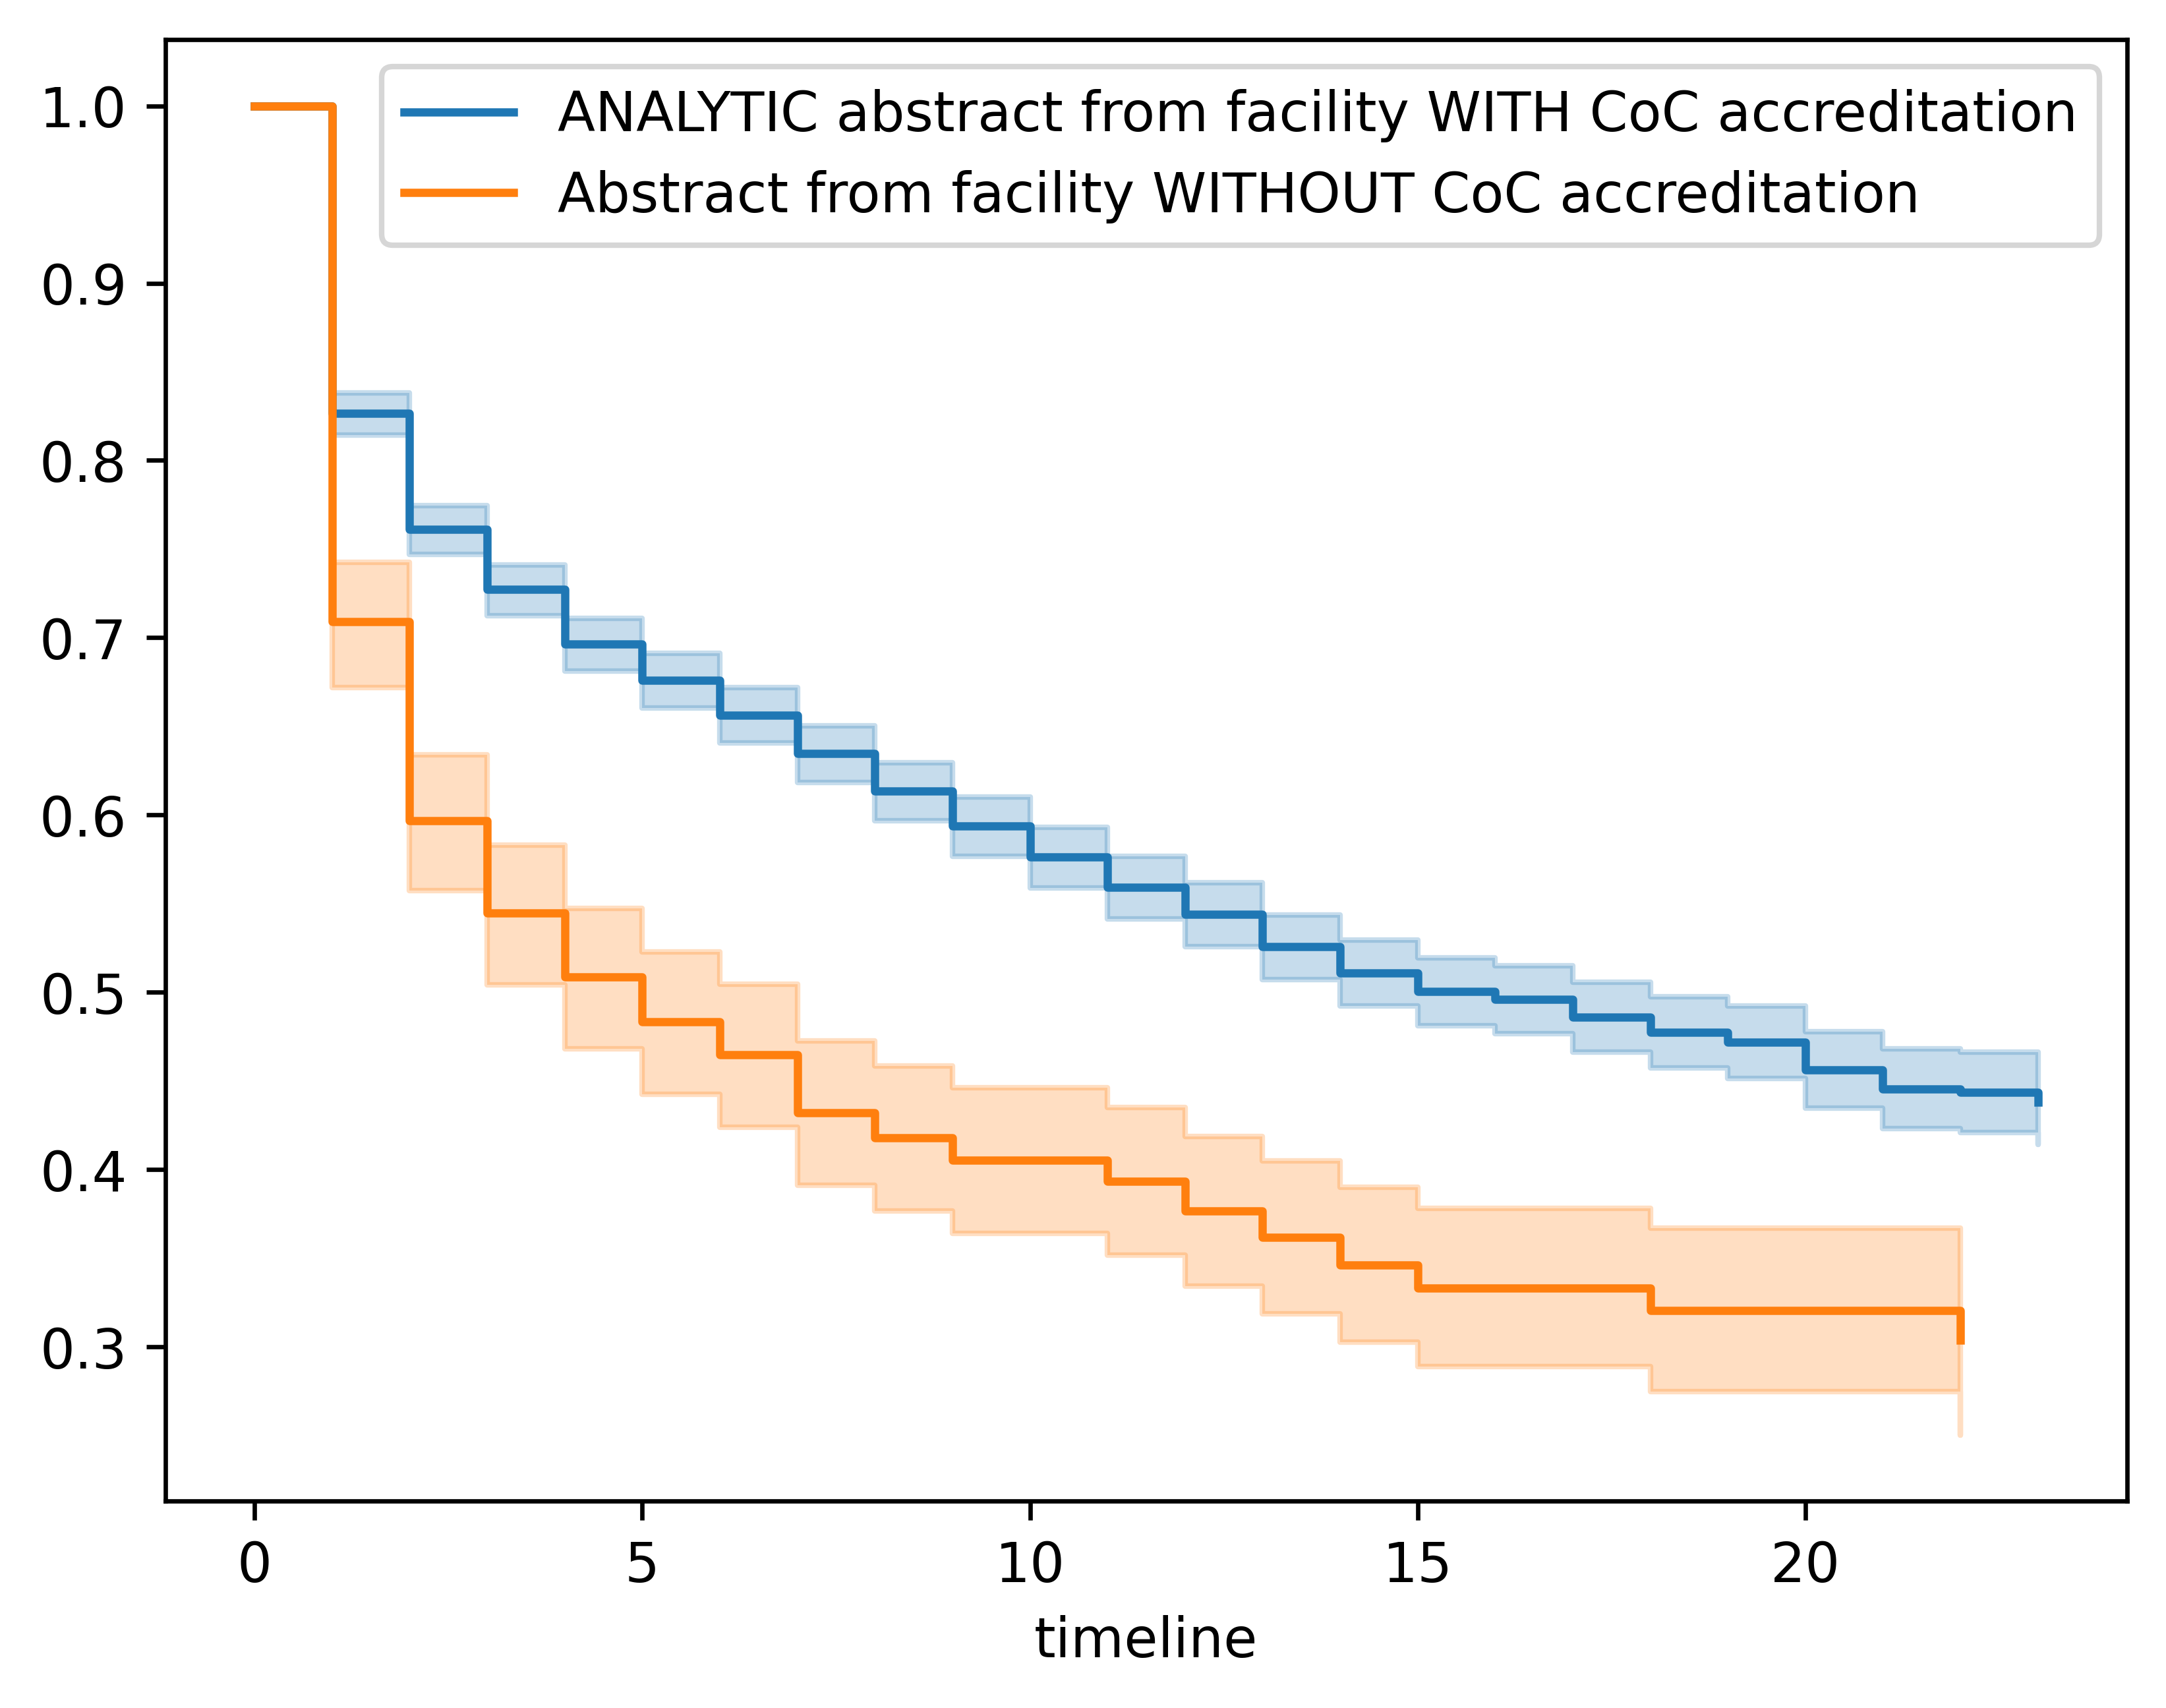 ANALYTIC abstract from facility WITH CoC accreditation
Abstract from facility WITHOUT CoC accreditation
1.0
0.9
0.8
0.7
0.6
0.5
0.4
0.3
0 5 10 15 20
timeline